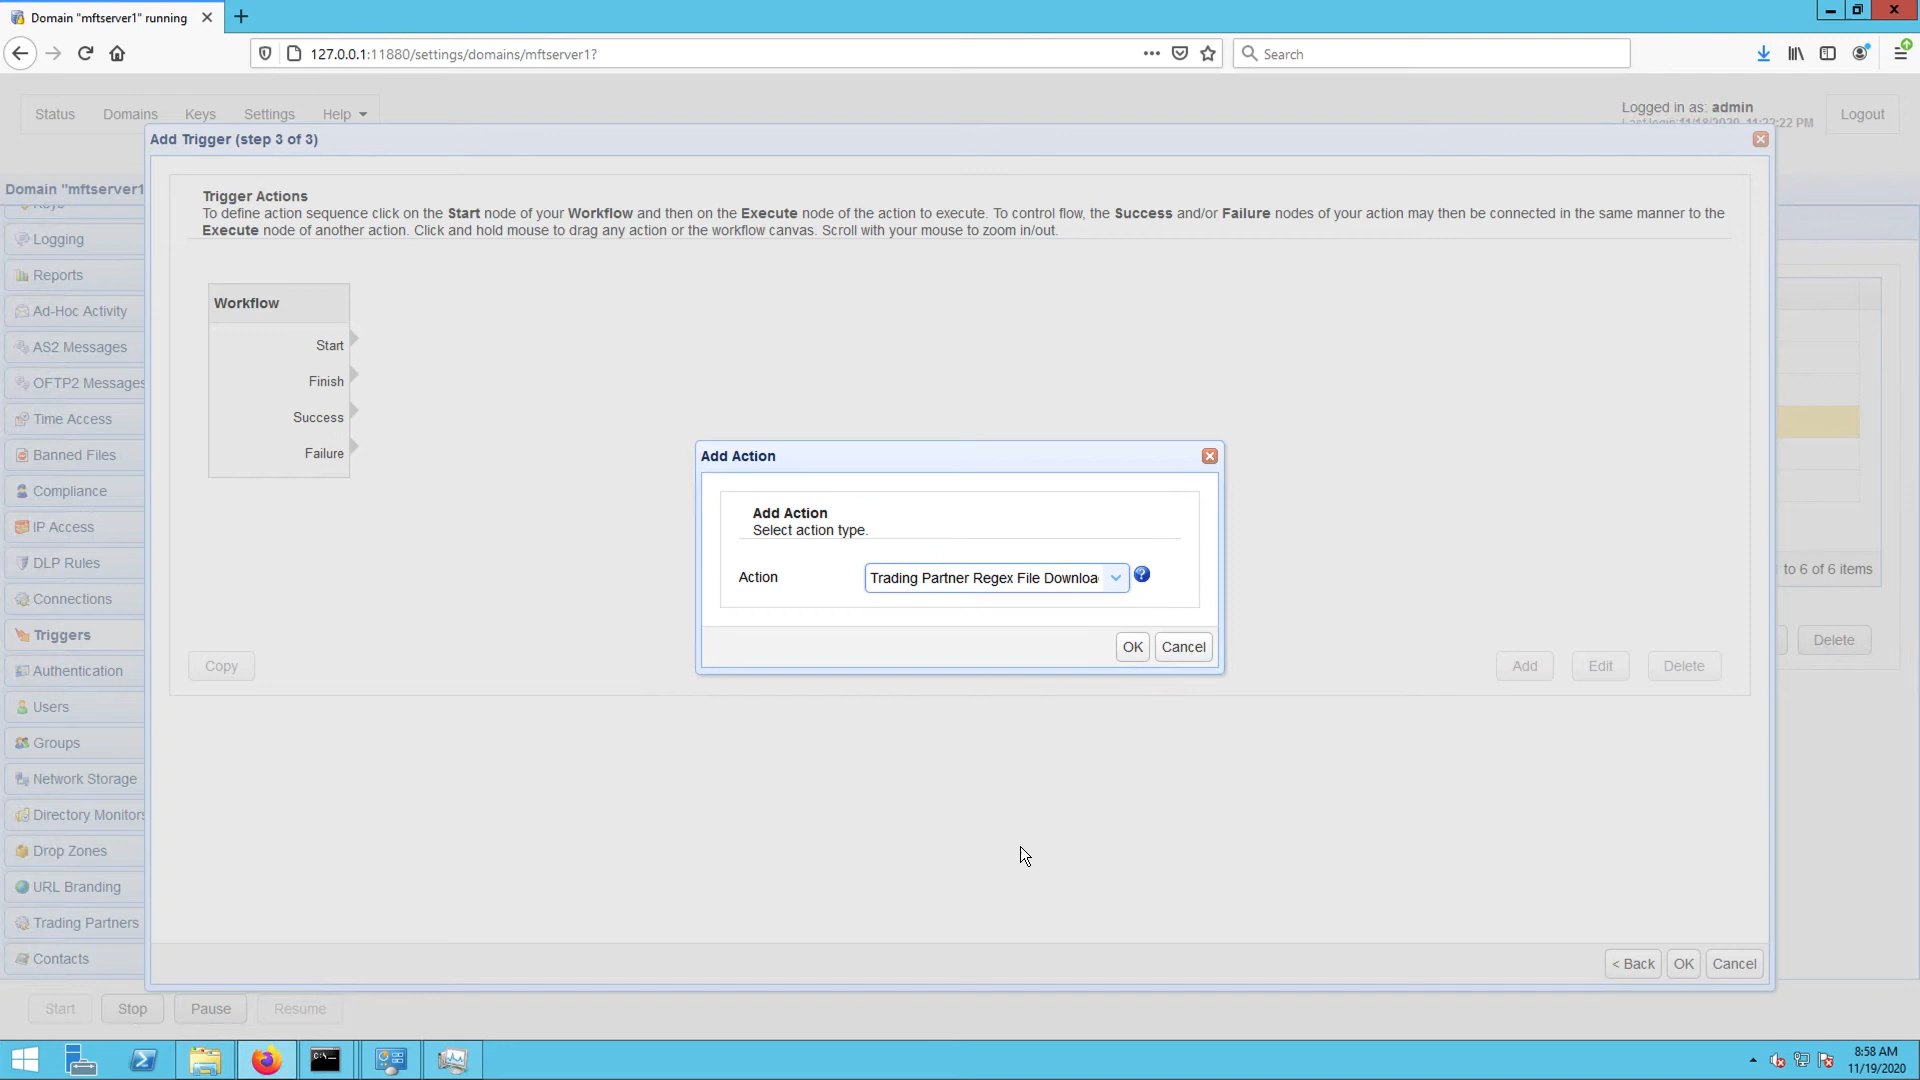 Domain "mftserver1" running
127.0.0.1:11880/settings/domains/mftserver1?
Search
Status Domains Keys Settings Help
Logged in as: admin
Logout
Add Trigger (step 3 of 3)
Domain "mftserver1
Trigger Actions
To define action sequence click on the Start node of your Workflow and then on the Execute node of the action to execute. To control flow, the Success and/or Failure nodes of your action may then be connected in the same manner to the
Execute node of another action. Click and hold mouse to drag any action or the workflow canvas. Scroll with your mouse to zoom in/out.
Keys
Logging
Reports
Ad-Hoc Activity
AS2 Messages
OFTP2 Messages
Time Access
Banned Files
Compliance
IP Access
DLP Rules
Connections
Triggers
Authentication
Users
Groups
Network Storage
Directory Monitors
Drop Zones
URL Branding
Trading Partners
Contacts
Workflow
Start
Finish
Success
Failure
Add Action
Add Action
Select action type.
Action
Trading Partner Regex File Downloa
OK Cancel
to 6 of 6 items
Delete
Copy
Add Edit Delete
< Back OK Cancel
Start Stop Pause Resume
8:58 AM
11/19/2020